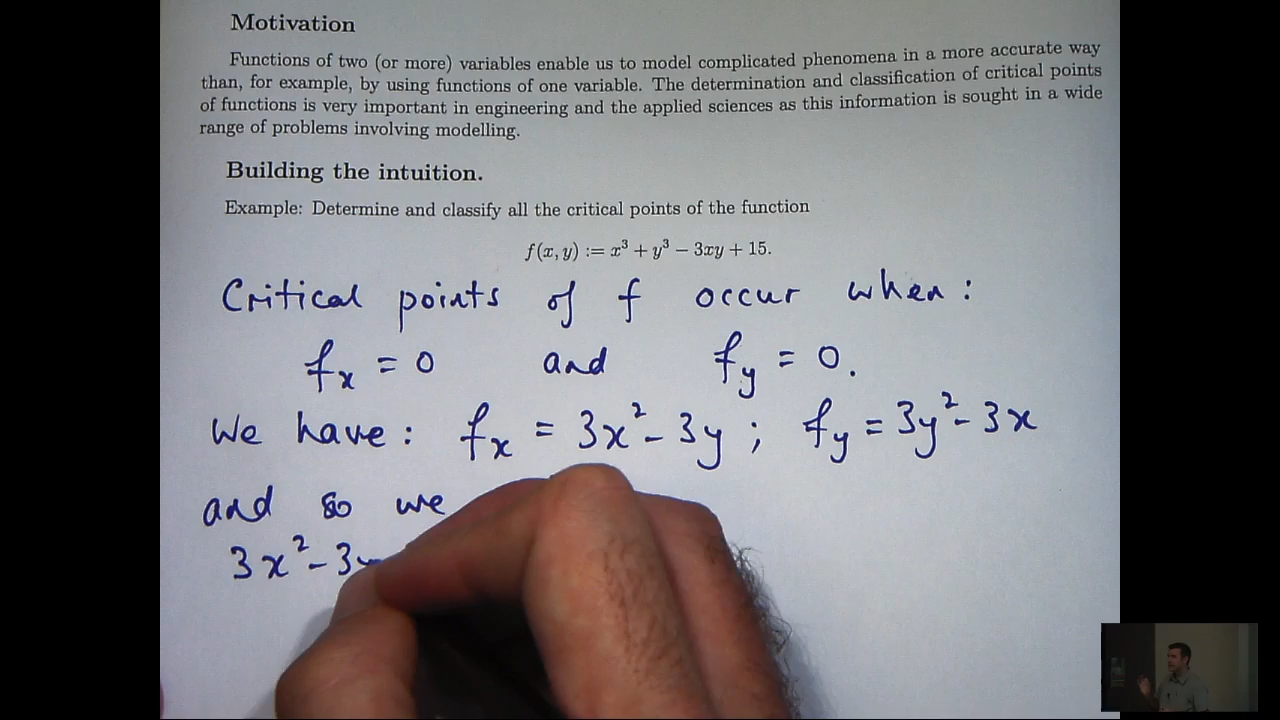 Motivation
Functions of two (or more) variables enable us to model complicated phenomena in a more accurate way
than, for example, by using functions of one variable. The determination and classification of critical points
of functions is very important in engineering and the applied sciences as this information is sought in a wide
range of problems involving modelling.
Building the intuition.
Example: Determine and classify all the critical points of the function
f(x, y) := x³ + y³ − 3xy + 15.
Critical points of f occur when:
fₓ = 0 and f_y = 0.
We have: fₓ = 3x² - 3y ; f_y = 3y² - 3x
and so we
3x² - 3y